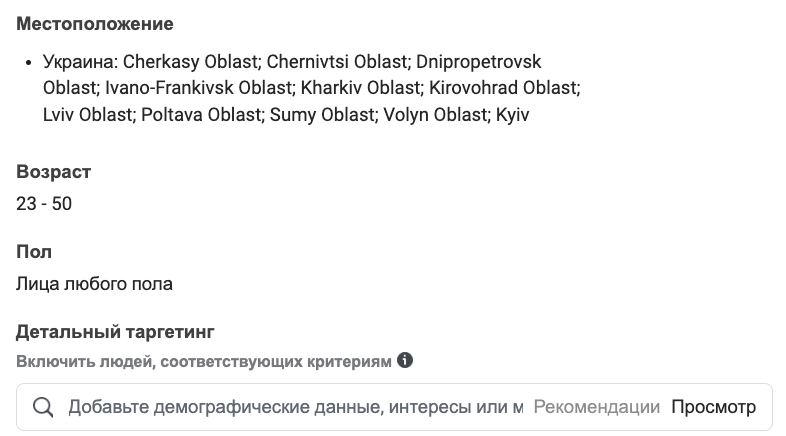 Местоположение
• Украина: Cherkasy Oblast; Chernivtsi Oblast; Dnipropetrovsk
Oblast; Ivano-Frankivsk Oblast; Kharkiv Oblast; Kirovohrad Oblast;
Lviv Oblast; Poltava Oblast; Sumy Oblast; Volyn Oblast; Kyiv
Возраст
23 - 50
Пол
Лица любого пола
Детальный таргетинг
Включить людей, соответствующих критериям
Добавьте демографические данные, интересы или м Рекомендации Просмотр